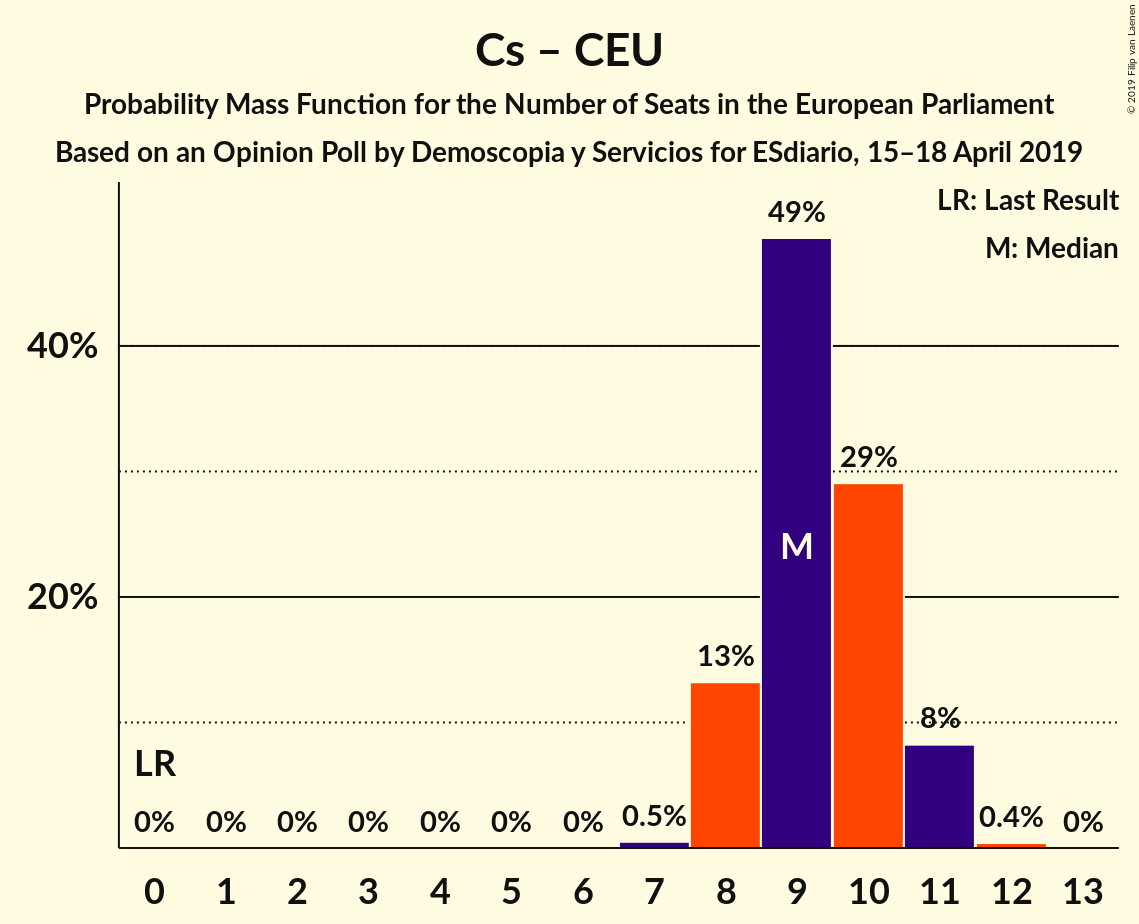 Cs – CEU
Probability Mass Function for the Number of Seats in the European Parliament
Based on an Opinion Poll by Demoscopia y Servicios for ESdiario, 15–18 April 2019
© 2019 Filip van Laenen
LR: Last Result
M: Median
49%
40%
29%
M
20%
13%
8%
LR
0% 0% 0% 0% 0% 0% 0% 0.5% 0.4% 0%
0 1 2 3 4 5 6 7 8 9 10 11 12 13